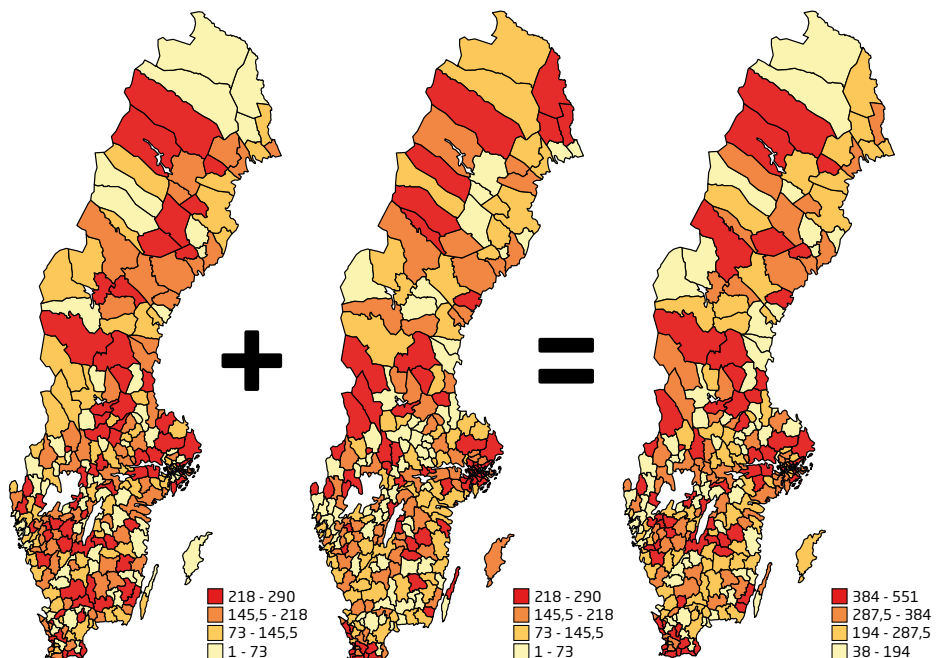 +
=
218 - 290
145,5 - 218
73 - 145,5
1 - 73
218 - 290
145,5 - 218
73 - 145,5
1 - 73
384 - 551
287,5 - 384
194 - 287,5
38 - 194